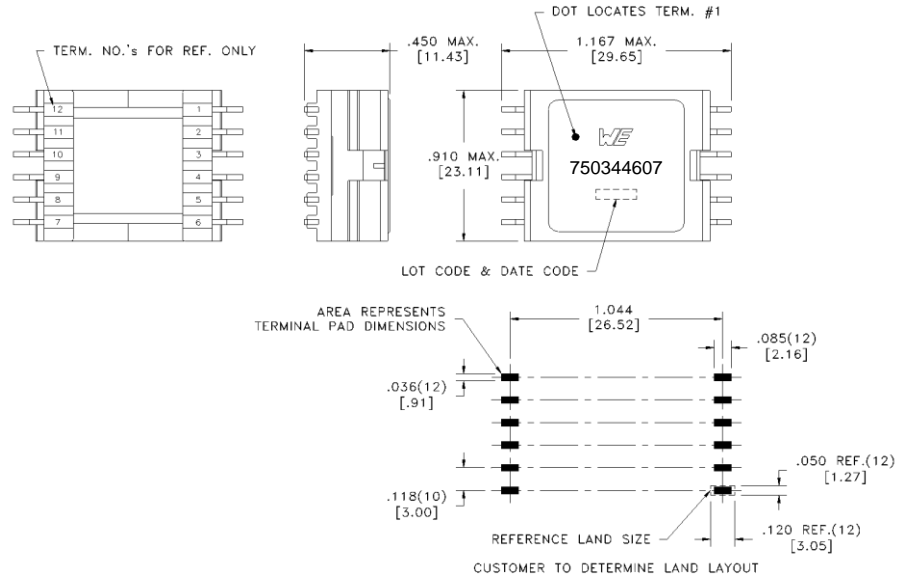 DOT LOCATES TERM. #1
TERM. NO.'s FOR REF. ONLY
.450 MAX.
[11.43]
1.167 MAX.
[29.65]
12
11
10
9
8
7
1
2
3
4
5
6
.910 MAX.
[23.11]
WE
750344607
LOT CODE & DATE CODE
AREA REPRESENTS
TERMINAL PAD DIMENSIONS
1.044
[26.52]
.085(12)
[2.16]
.036(12)
[.91]
.118(10)
[3.00]
.050 REF.(12)
[1.27]
REFERENCE LAND SIZE
.120 REF.(12)
[3.05]
CUSTOMER TO DETERMINE LAND LAYOUT